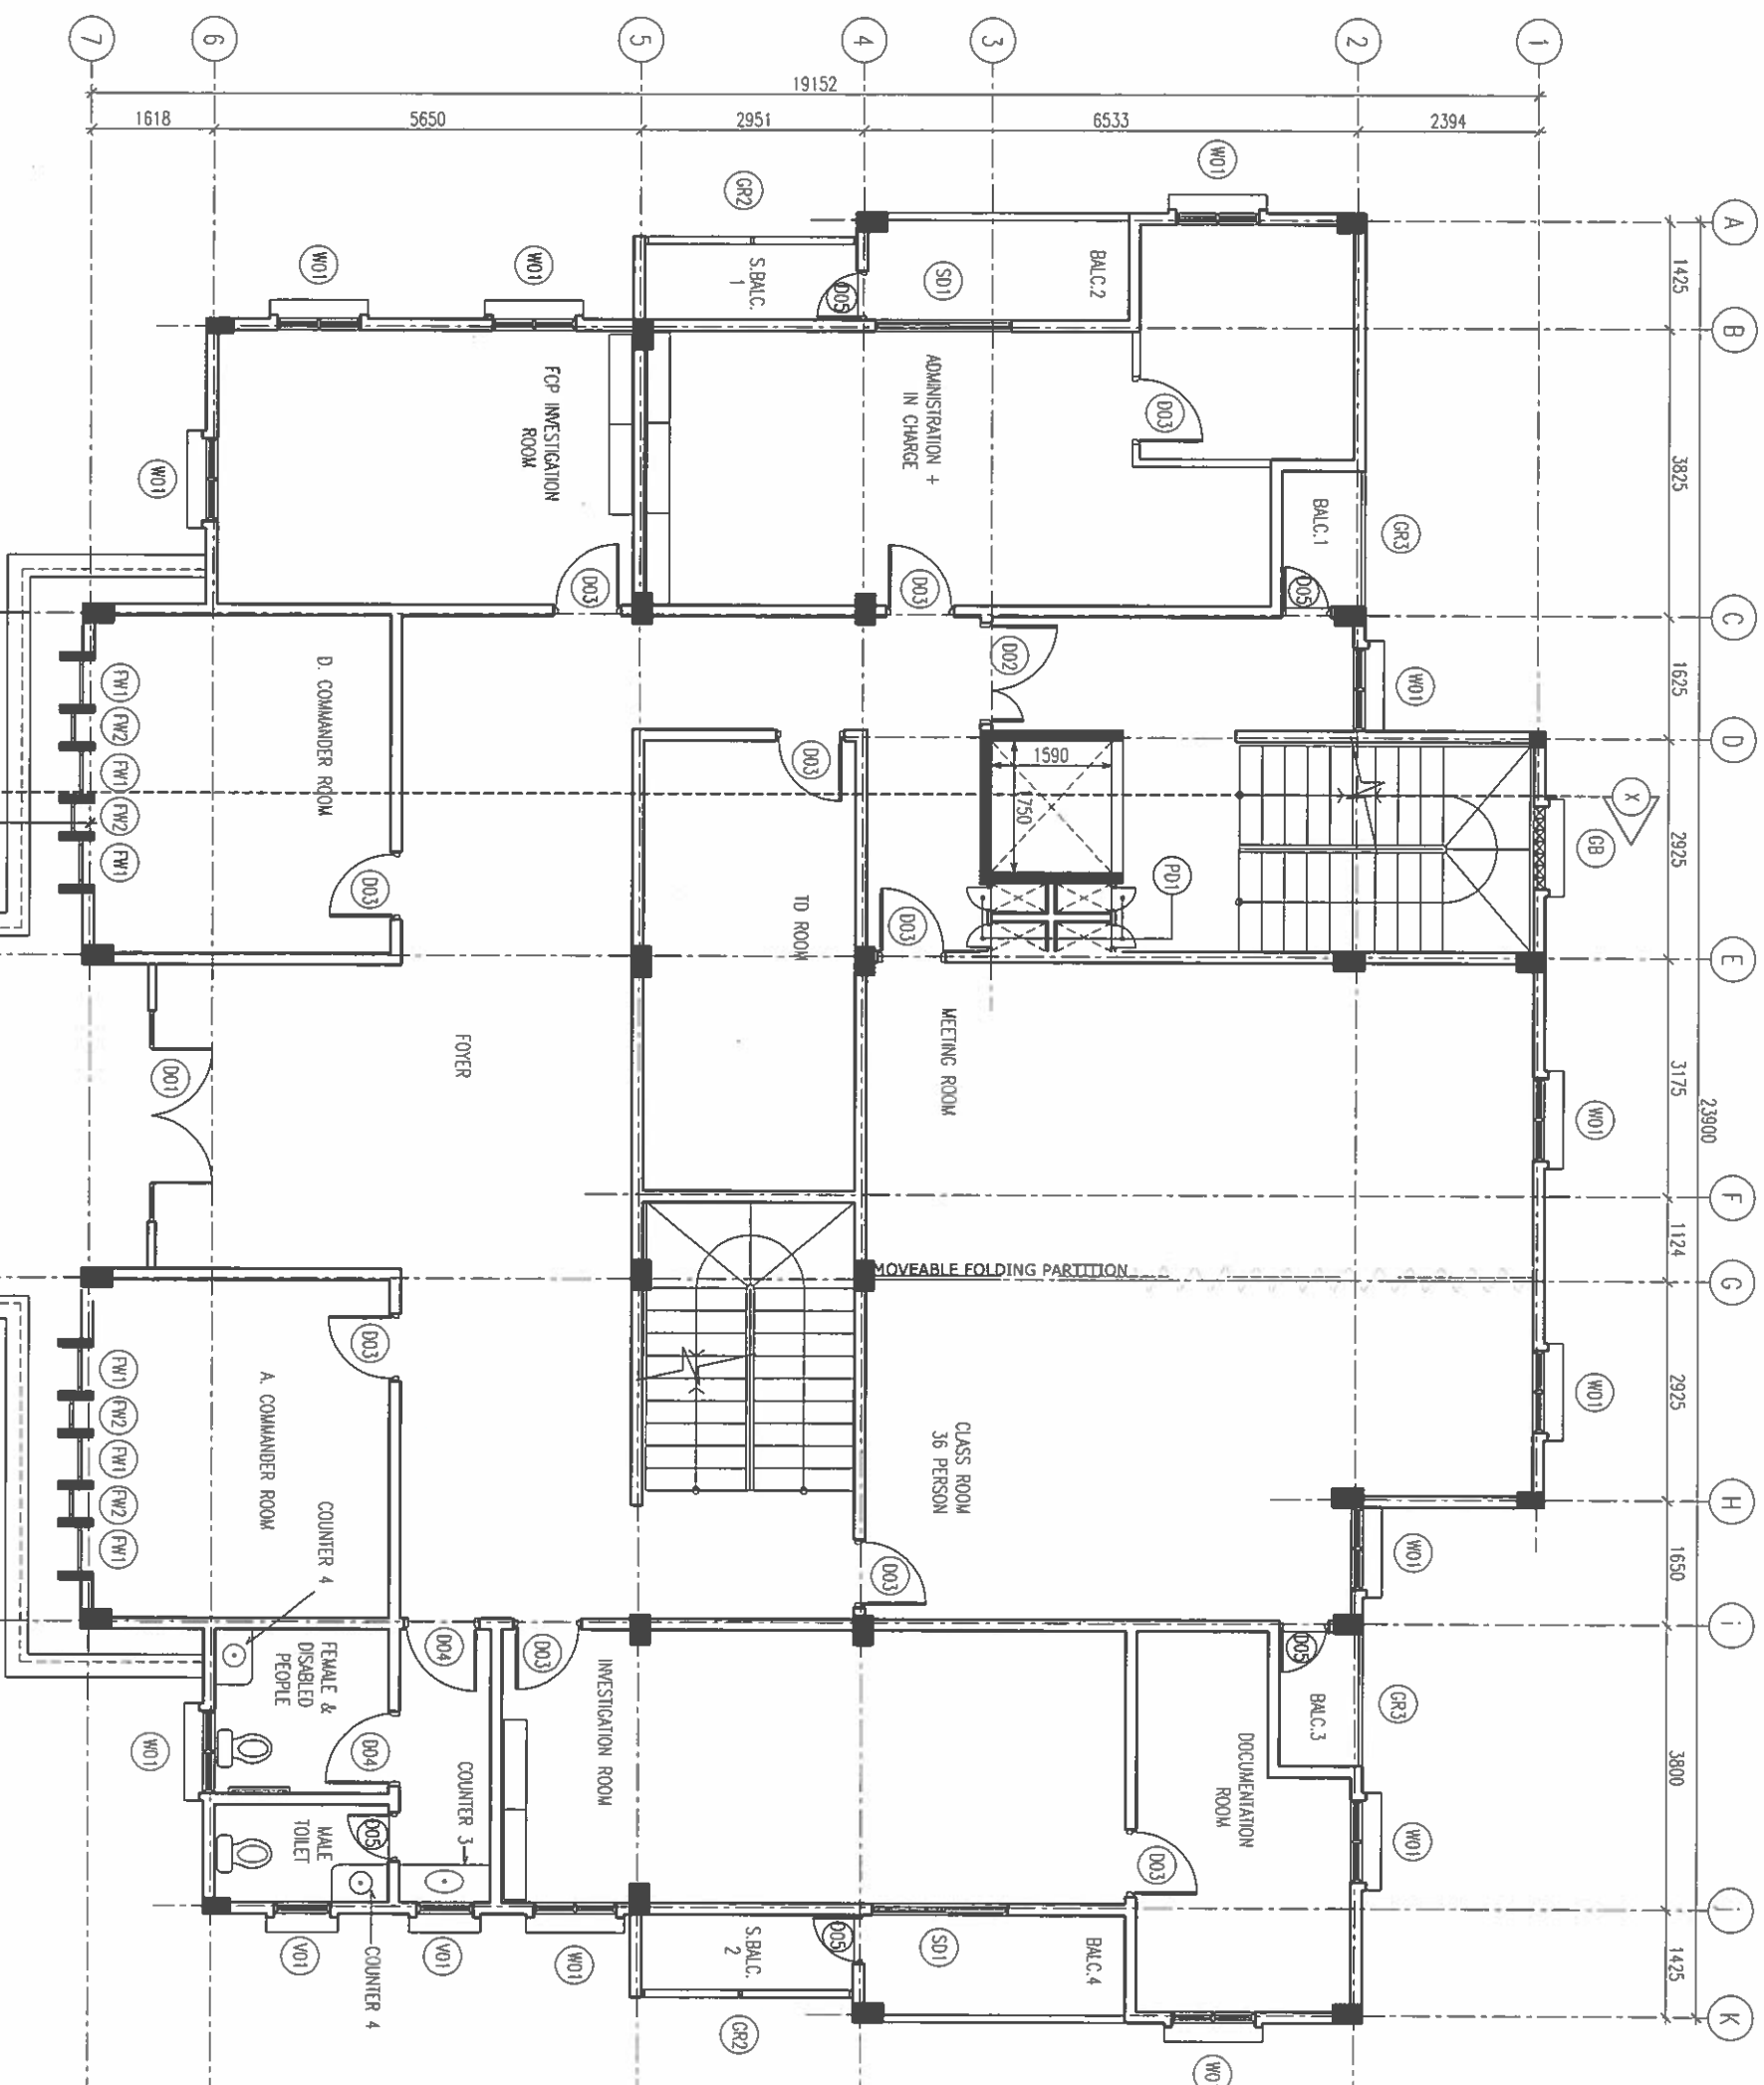 7
6
5
4
3
2
1
19152
1618
5650
2951
6533
2394
W01
GR2
A
1425
B
3825
C
1625
D
2925
E
3175
23900
F
1124
G
2925
H
1650
i
3800
j
1425
K
W01
W01
S.BALC.
1
D05
SD1
BALC.2
FCP INVESTIGATION
ROOM
ADMINISTRATION +
IN CHARGE
D03
W01
BALC.1
GR3
D03
D03
D05
D. COMMANDER ROOM
FW1
FW2
FW1
FW2
FW1
D02
W01
D03
1590
1750
X
GB
PD1
D03
TD ROOM
D03
D01
FOYER
MEETING ROOM
W01
MOVEABLE FOLDING PARTITION
D03
FW1
FW2
FW1
FW2
FW1
A. COMMANDER ROOM
CLASS ROOM
36 PERSON
W01
COUNTER 4
D03
W01
FEMALE &
DISABLED
PEOPLE
D04
D03
INVESTIGATION ROOM
D05
BALC.3
GR3
W01
D04
COUNTER 3
DOCUMENTATION
ROOM
MALE
TOILET
D05
D03
W01
V01
COUNTER 4
V01
W01
S.BALC.
2
D05
SD1
BALC.4
GR2